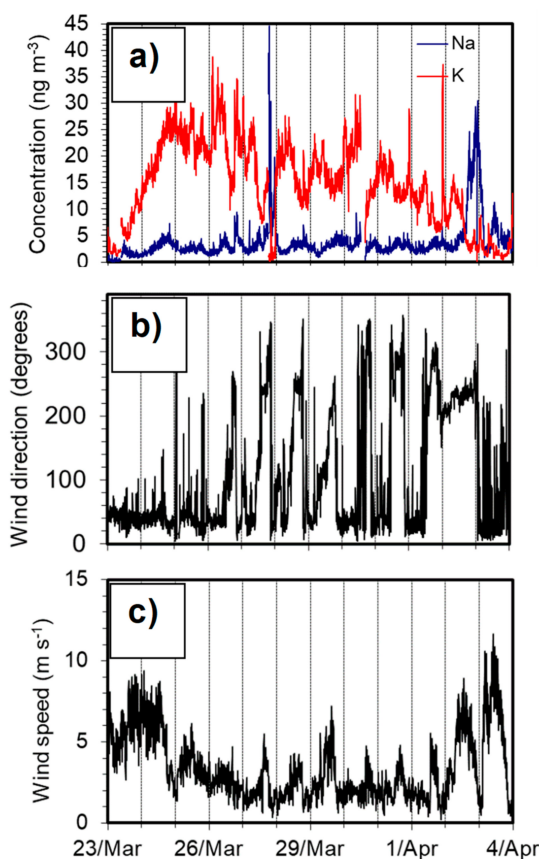 a)
Concentration (ng m⁻³)
45
40
35
30
25
20
15
10
5
0
Na
K
b)
Wind direction (degrees)
300
200
100
0
c)
Wind speed (m s⁻¹)
15
10
5
0
23/Mar 26/Mar 29/Mar 1/Apr 4/Apr